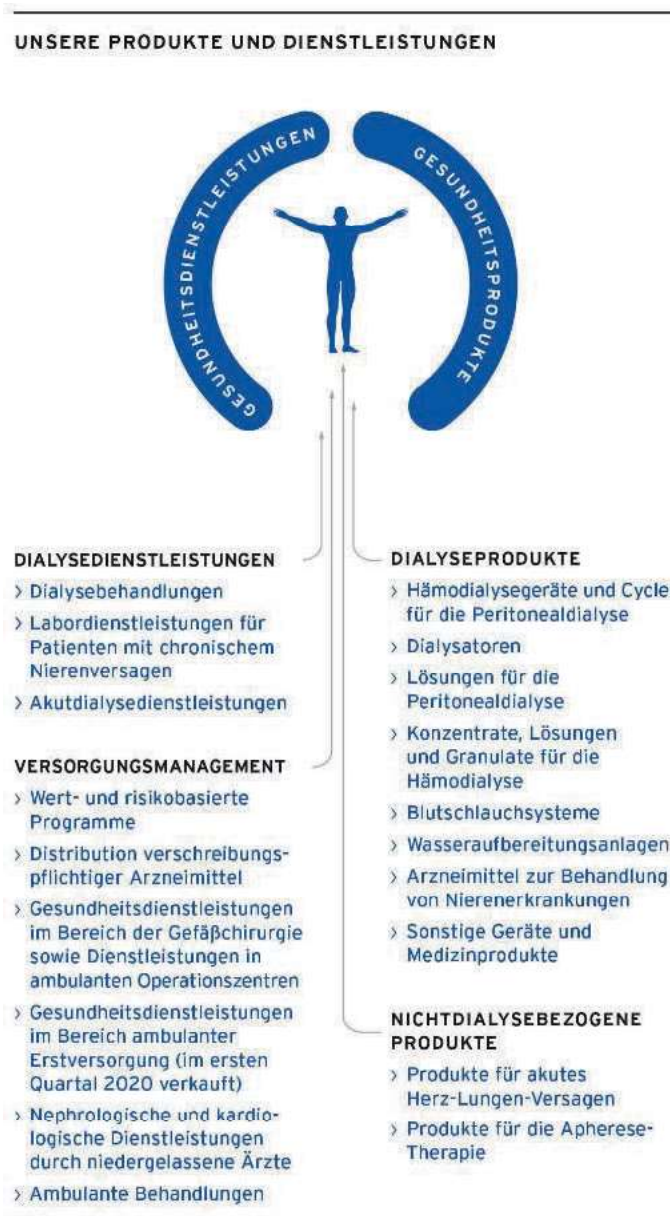 UNSERE PRODUKTE UND DIENSTLEISTUNGEN
GESUNDHEITSDIENSTLEISTUNGEN
GESUNDHEITSPRODUKTE
DIALYSEDIENSTLEISTUNGEN
> Dialysebehandlungen
> Labordienstleistungen für
Patienten mit chronischem
Nierenversagen
> Akutdialysedienstleistungen
VERSORGUNGSMANAGEMENT
> Wert- und risikobasierte
Programme
> Distribution verschreibungs-
pflichtiger Arzneimittel
> Gesundheitsdienstleistungen
im Bereich der Gefäßchirurgie
sowie Dienstleistungen in
ambulanten Operationszentren
> Gesundheitsdienstleistungen
im Bereich ambulanter
Erstversorgung (im ersten
Quartal 2020 verkauft)
> Nephrologische und kardio-
logische Dienstleistungen
durch niedergelassene Ärzte
> Ambulante Behandlungen
DIALYSEPRODUKTE
> Hämodialysegeräte und Cycle
für die Peritonealdialyse
> Dialysatoren
> Lösungen für die
Peritonealdialyse
> Konzentrate, Lösungen
und Granulate für die
Hämodialyse
> Blutschlauchsysteme
> Wasseraufbereitungsanlagen
> Arzneimittel zur Behandlung
von Nierenerkrankungen
> Sonstige Geräte und
Medizinprodukte
NICHTDIALYSEBEZOGENE
PRODUKTE
> Produkte für akutes
Herz-Lungen-Versagen
> Produkte für die Apherese-
Therapie